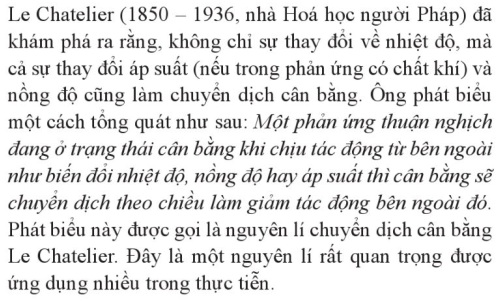 Le Chatelier (1850 – 1936, nhà Hoá học người Pháp) đã
khám phá ra rằng, không chỉ sự thay đổi về nhiệt độ, mà
cả sự thay đổi áp suất (nếu trong phản ứng có chất khí) và
nồng độ cũng làm chuyển dịch cân bằng. Ông phát biểu
một cách tổng quát như sau: Một phản ứng thuận nghịch
đang ở trạng thái cân bằng khi chịu tác động từ bên ngoài
như biến đổi nhiệt độ, nồng độ hay áp suất thì cân bằng sẽ
chuyển dịch theo chiều làm giảm tác động bên ngoài đó.
Phát biểu này được gọi là nguyên lí chuyển dịch cân bằng
Le Chatelier. Đây là một nguyên lí rất quan trọng được
ứng dụng nhiều trong thực tiễn.